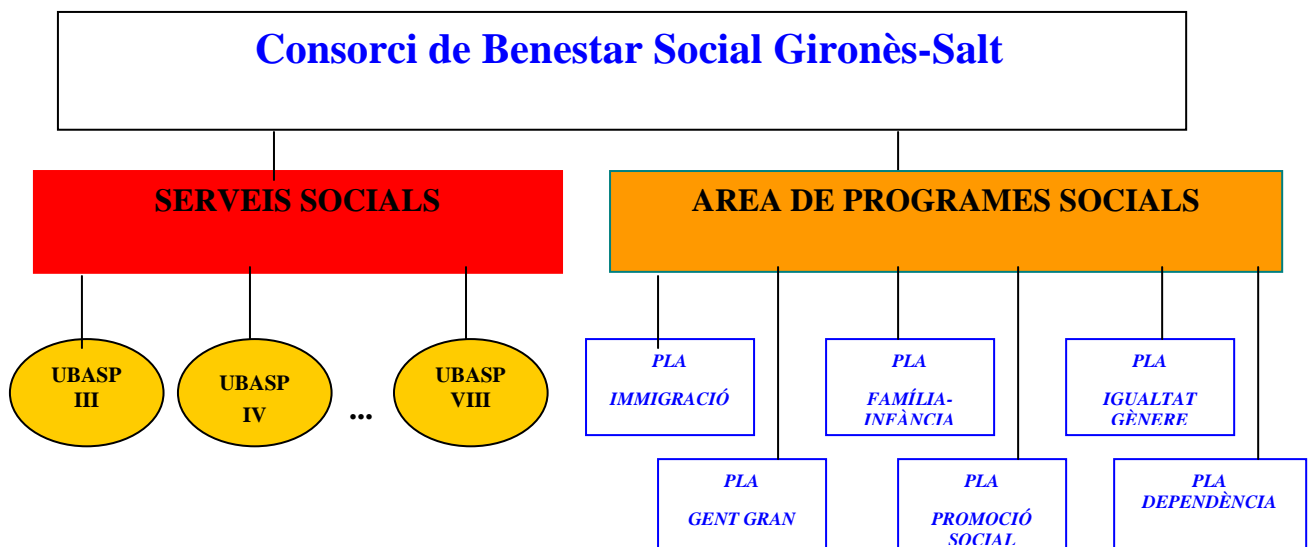 Consorci de Benestar Social Gironès-Salt
SERVEIS SOCIALS
AREA DE PROGRAMES SOCIALS
UBASP
III
UBASP
IV
...
UBASP
VIII
PLA
IMMIGRACIÓ
PLA
FAMÍLIA-
INFÀNCIA
PLA
IGUALTAT
GÈNERE
PLA
GENT GRAN
PLA
PROMOCIÓ
SOCIAL
PLA
DEPENDÈNCIA